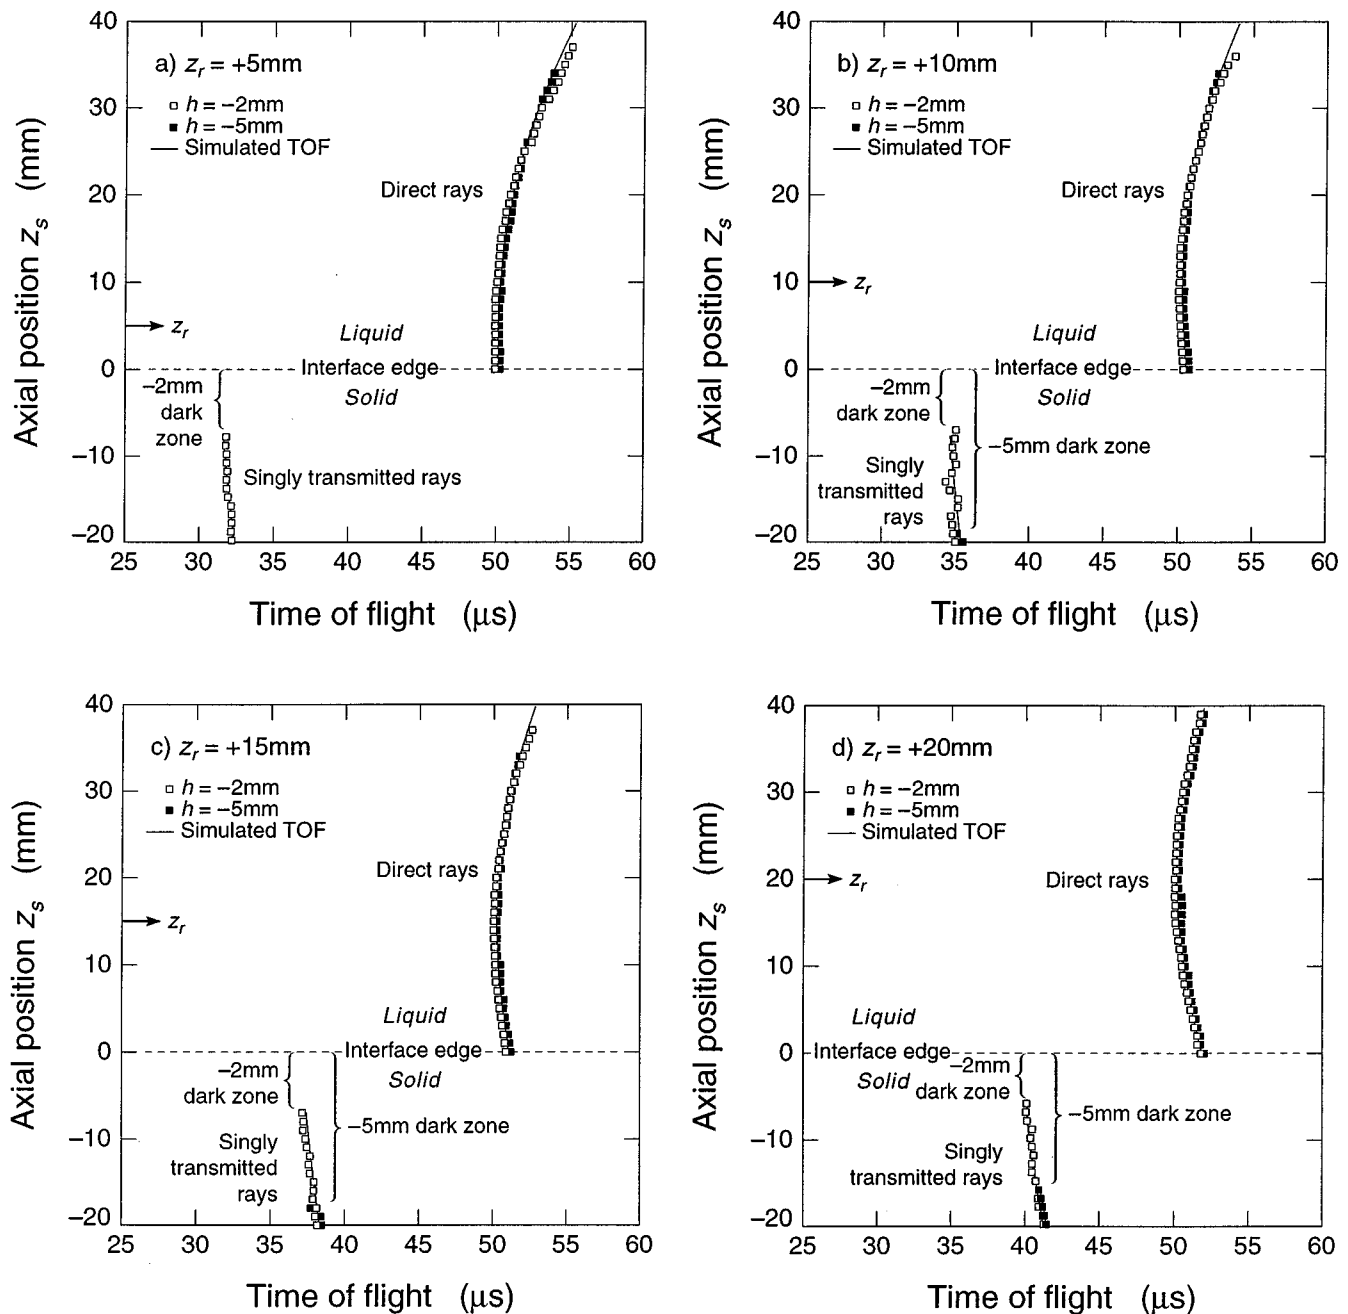 a) z_r = +5mm
h = −2mm
h = −5mm
Simulated TOF
Direct rays
z_r
Liquid
Interface edge
Solid
−2mm
dark
zone
Singly transmitted rays
40
30
20
10
0
−10
−20
25 30 35 40 45 50 55 60
Axial position z_s (mm)
Time of flight (μs)
b) z_r = +10mm
h = −2mm
h = −5mm
Simulated TOF
Direct rays
z_r
Liquid
Interface edge
Solid
−2mm
dark zone
−5mm dark zone
Singly
transmitted
rays
40
30
20
10
0
−10
−20
25 30 35 40 45 50 55 60
Axial position z_s (mm)
Time of flight (μs)
c) z_r = +15mm
h = −2mm
h = −5mm
Simulated TOF
Direct rays
z_r
Liquid
Interface edge
Solid
−2mm
dark zone
−5mm dark zone
Singly
transmitted
rays
40
30
20
10
0
−10
−20
25 30 35 40 45 50 55 60
Axial position z_s (mm)
Time of flight (μs)
d) z_r = +20mm
h = −2mm
h = −5mm
Simulated TOF
Direct rays
z_r
Liquid
Interface edge
Solid
−2mm
dark zone
−5mm dark zone
Singly
transmitted rays
40
30
20
10
0
−10
−20
25 30 35 40 45 50 55 60
Axial position z_s (mm)
Time of flight (μs)